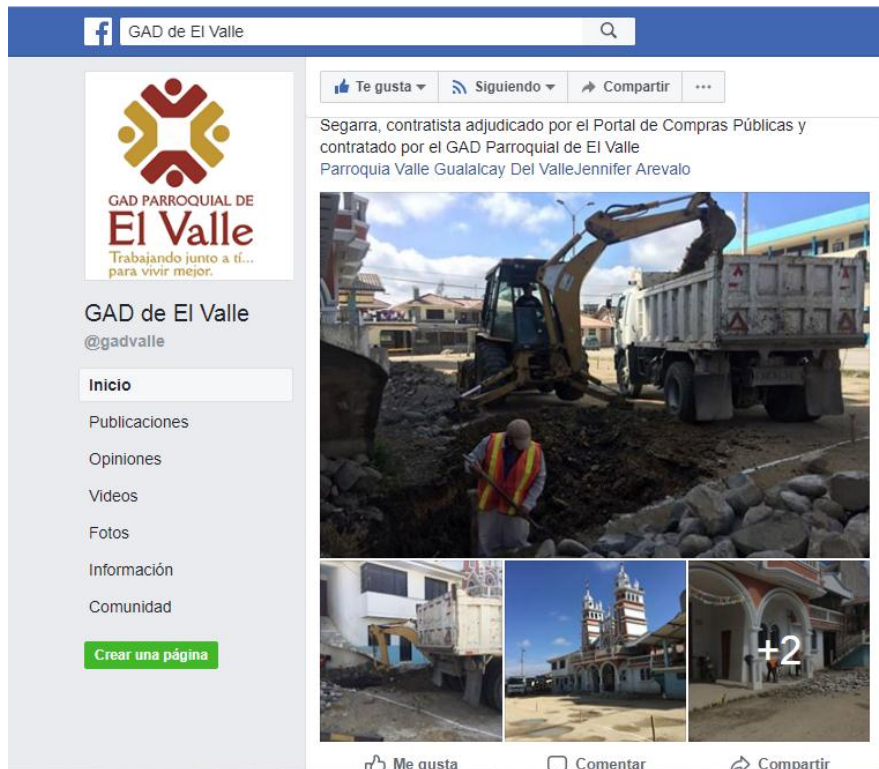 GAD de El Valle
GAD PARROQUIAL DE
El Valle
Trabajando junto a tí...
para vivir mejor.
GAD de El Valle
@gadvalle
Inicio
Publicaciones
Opiniones
Videos
Fotos
Información
Comunidad
Crear una página
Te gusta
Siguiendo
Compartir
Segarra, contratista adjudicado por el Portal de Compras Públicas y
contratado por el GAD Parroquial de El Valle
Parroquia Valle Gualalcay Del ValleJennifer Arevalo
+2
Me gusta
Comentar
Compartir